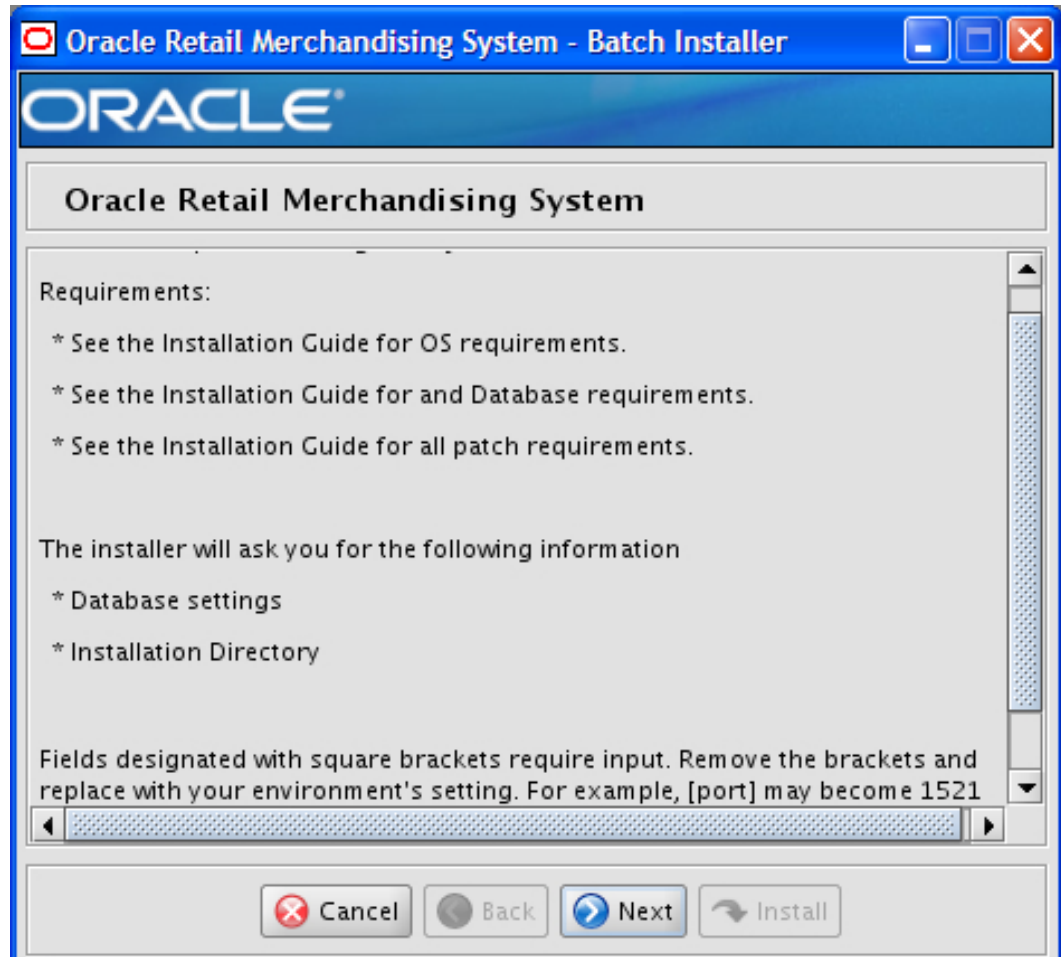 Oracle Retail Merchandising System - Batch Installer
ORACLE
Oracle Retail Merchandising System
Requirements:
* See the Installation Guide for OS requirements.
* See the Installation Guide for and Database requirements.
* See the Installation Guide for all patch requirements.
The installer will ask you for the following information
* Database settings
* Installation Directory
Fields designated with square brackets require input. Remove the brackets and
replace with your environment's setting. For example, [port] may become 1521
Cancel
Back
Next
Install